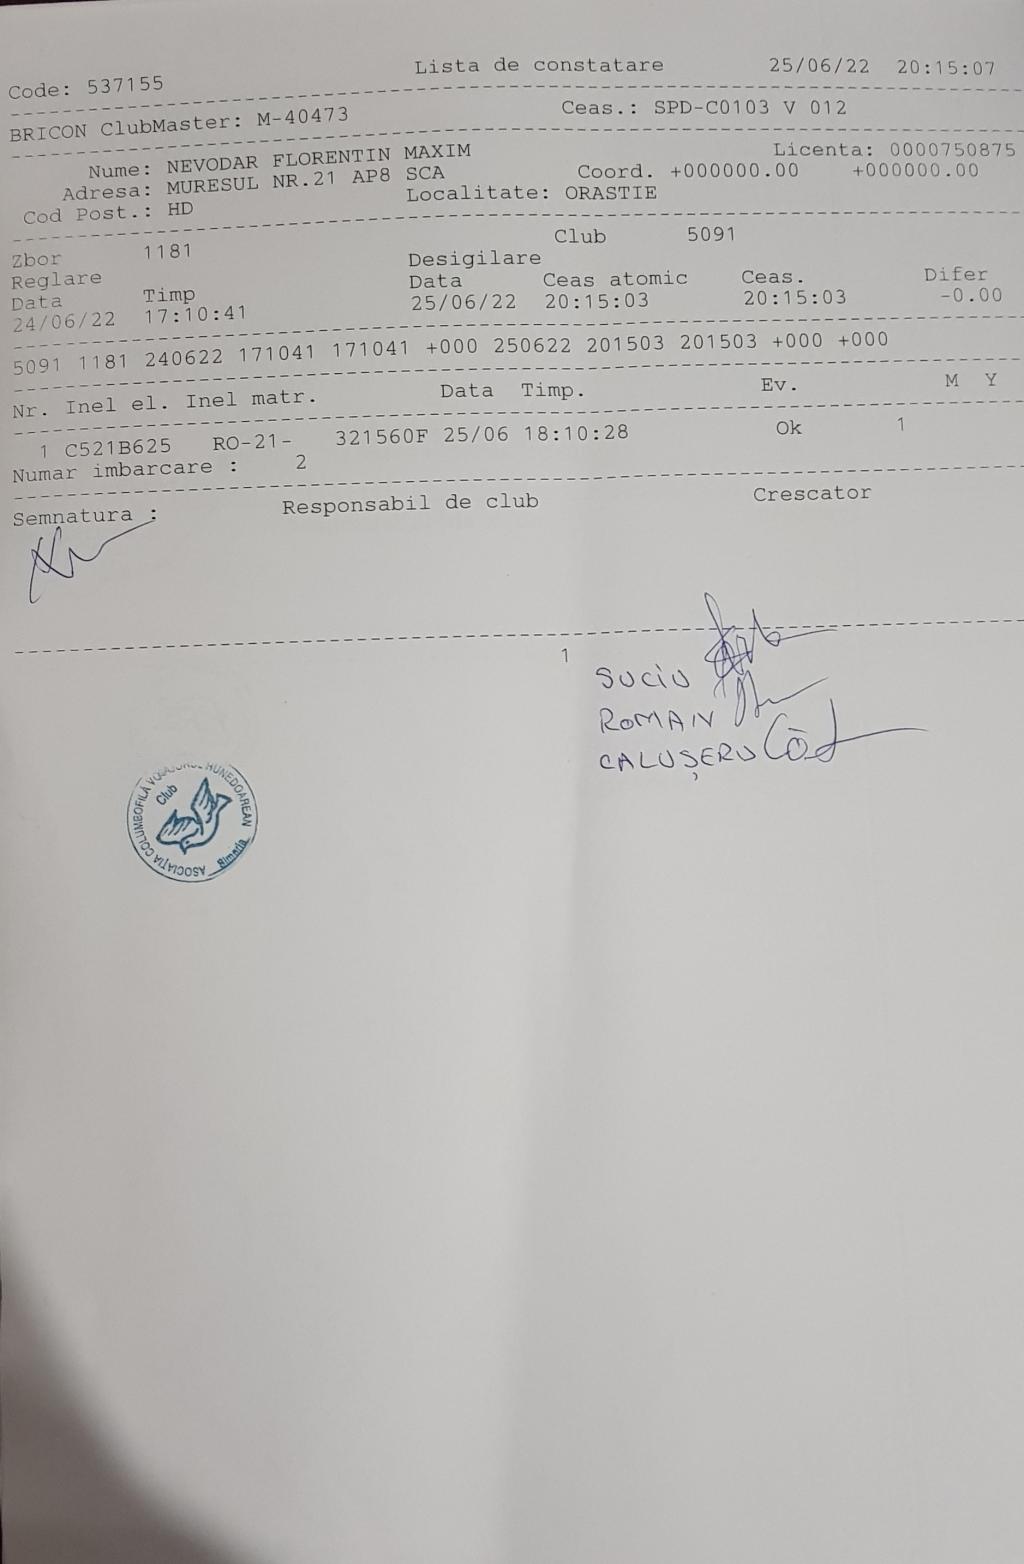 Code: 537155 Lista de constatare 25/06/22 20:15:07
BRICON ClubMaster: M-40473 Ceas.: SPD-C0103 V 012
Nume: NEVODAR FLORENTIN MAXIM Licenta: 0000750875
Adresa: MURESUL NR.21 AP8 SCA Coord. +000000.00 +000000.00
Cod Post.: HD Localitate: ORASTIE
Zbor 1181 Club 5091
Reglare Desigilare
Data Timp Data Ceas atomic Ceas. Difer
24/06/22 17:10:41 25/06/22 20:15:03 20:15:03 -0.00
5091 1181 240622 171041 171041 +000 250622 201503 201503 +000 +000
Nr. Inel el. Inel matr. Data Timp. Ev. M Y
1 C521B625 RO-21- 321560F 25/06 18:10:28 Ok 1
Numar imbarcare : 2
Semnatura : Responsabil de club Crescator
1
SUCIU
ROMAN
CALUȘERU
ASOCIAȚIA COLUMBOFILĂ HUNEDOAREAN
Club
Simeria